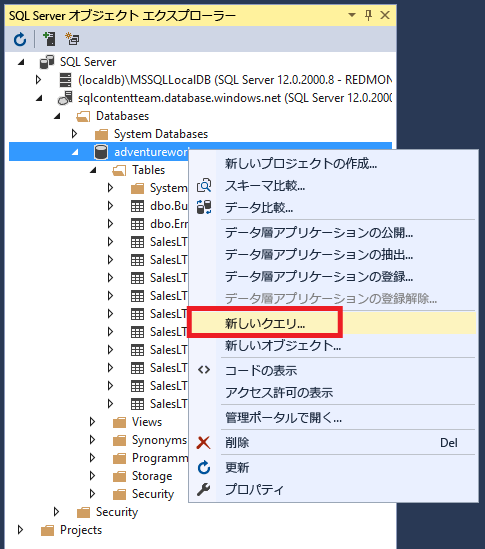 SQL Server オブジェクト エクスプローラー
SQL Server
(localdb)\MSSQLLocalDB (SQL Server 12.0.2000.8 - REDMON
sqlcontentteam.database.windows.net (SQL Server 12.0.2000
Databases
System Databases
adventurework
Tables
System
dbo.Bu
dbo.Err
SalesLT
SalesLT
SalesLT
SalesLT
SalesLT
SalesLT
SalesLT
SalesLT
SalesLT
SalesLT
Views
Synonyms
Programm
Storage
Security
Security
Projects
新しいプロジェクトの作成...
スキーマ比較...
データ比較...
データ層アプリケーションの公開...
データ層アプリケーションの抽出...
データ層アプリケーションの登録...
データ層アプリケーションの登録解除...
新しいクエリ...
新しいオブジェクト...
コードの表示
アクセス許可の表示
管理ポータルで開く...
削除 Del
更新
プロパティ